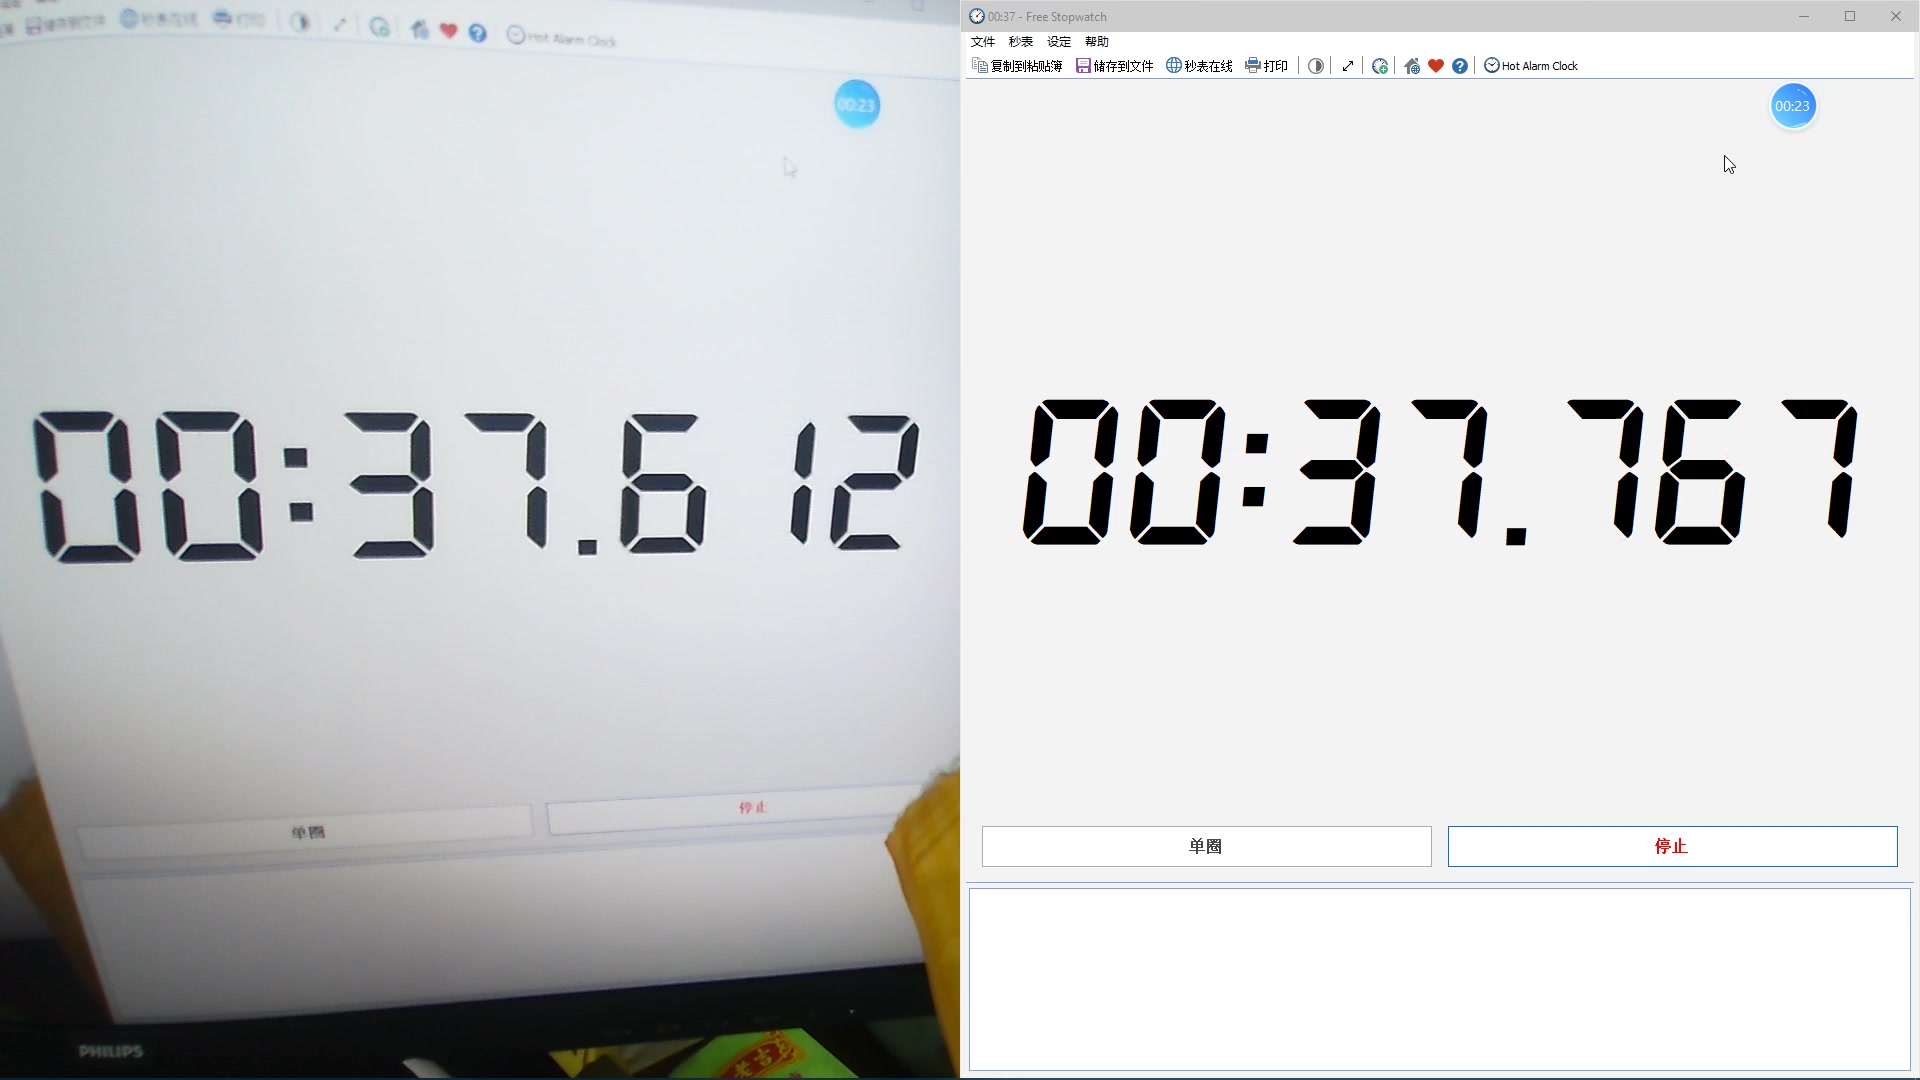 储存到文件 秒表在线 打印 Hot Alarm Clock
00:23
00:37.612
单圈 停止
PHILIPS
00:37 - Free Stopwatch
文件 秒表 设定 帮助
复制到粘贴簿 储存到文件 秒表在线 打印 Hot Alarm Clock
00:23
00:37.767
单圈 停止